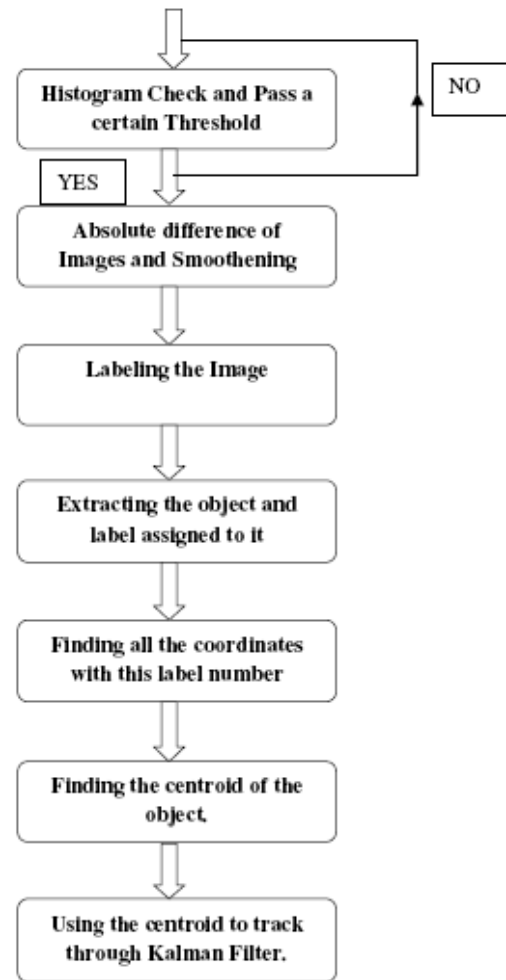 Histogram Check and Pass a
certain Threshold
NO
YES
Absolute difference of
Images and Smoothening
Labeling the Image
Extracting the object and
label assigned to it
Finding all the coordinates
with this label number
Finding the centroid of the
object.
Using the centroid to track
through Kalman Filter.